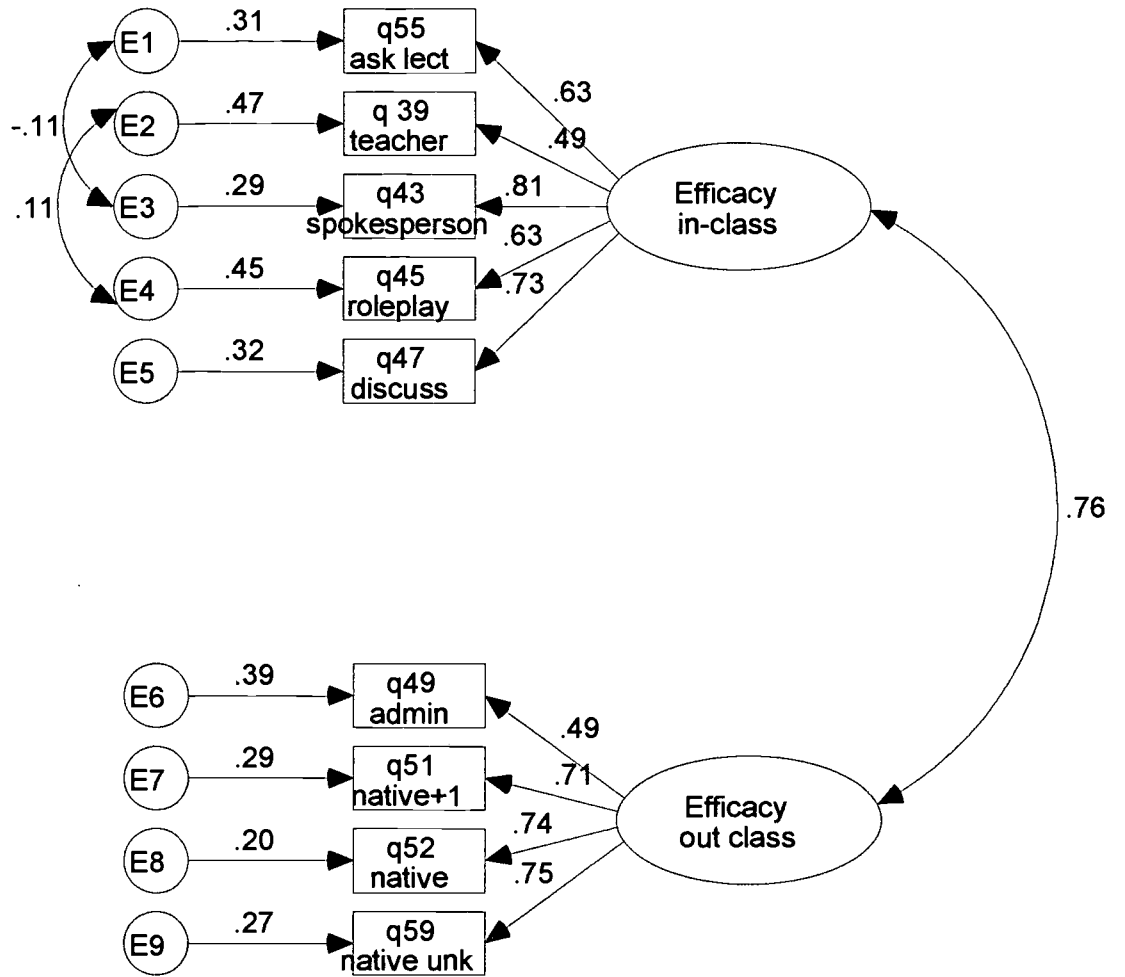 E1
.31
q55
ask lect
.63
E2
.47
q 39
teacher
.49
-.11
E3
.29
q43
spokesperson
.81
Efficacy
in-class
.11
E4
.45
q45
roleplay
.63
E5
.32
q47
discuss
.73
.76
E6
.39
q49
admin
.49
E7
.29
q51
native+1
.71
Efficacy
out class
E8
.20
q52
native
.74
E9
.27
q59
native unk
.75